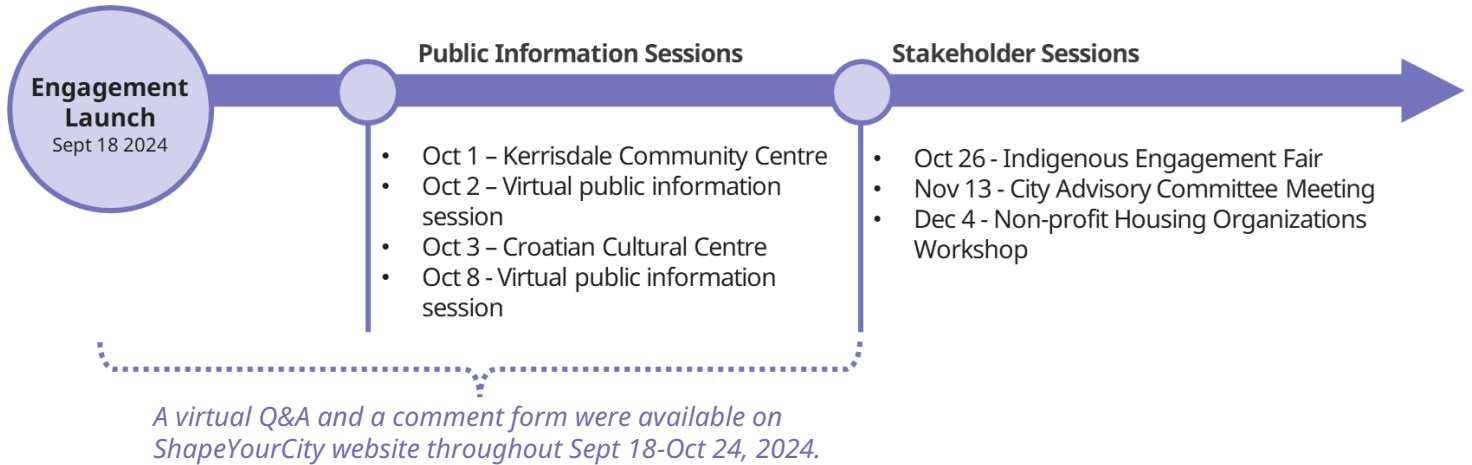 Engagement
Launch
Sept 18 2024
Public Information Sessions
• Oct 1 – Kerrisdale Community Centre
• Oct 2 – Virtual public information
session
• Oct 3 – Croatian Cultural Centre
• Oct 8 - Virtual public information
session
Stakeholder Sessions
• Oct 26 - Indigenous Engagement Fair
• Nov 13 - City Advisory Committee Meeting
• Dec 4 - Non-profit Housing Organizations
Workshop
A virtual Q&A and a comment form were available on
ShapeYourCity website throughout Sept 18-Oct 24, 2024.